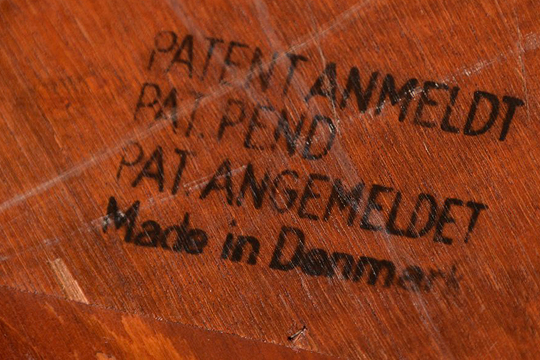 PATENT ANMELDT
PAT. PEND
PAT ANGEMELDET
Made in Denmark